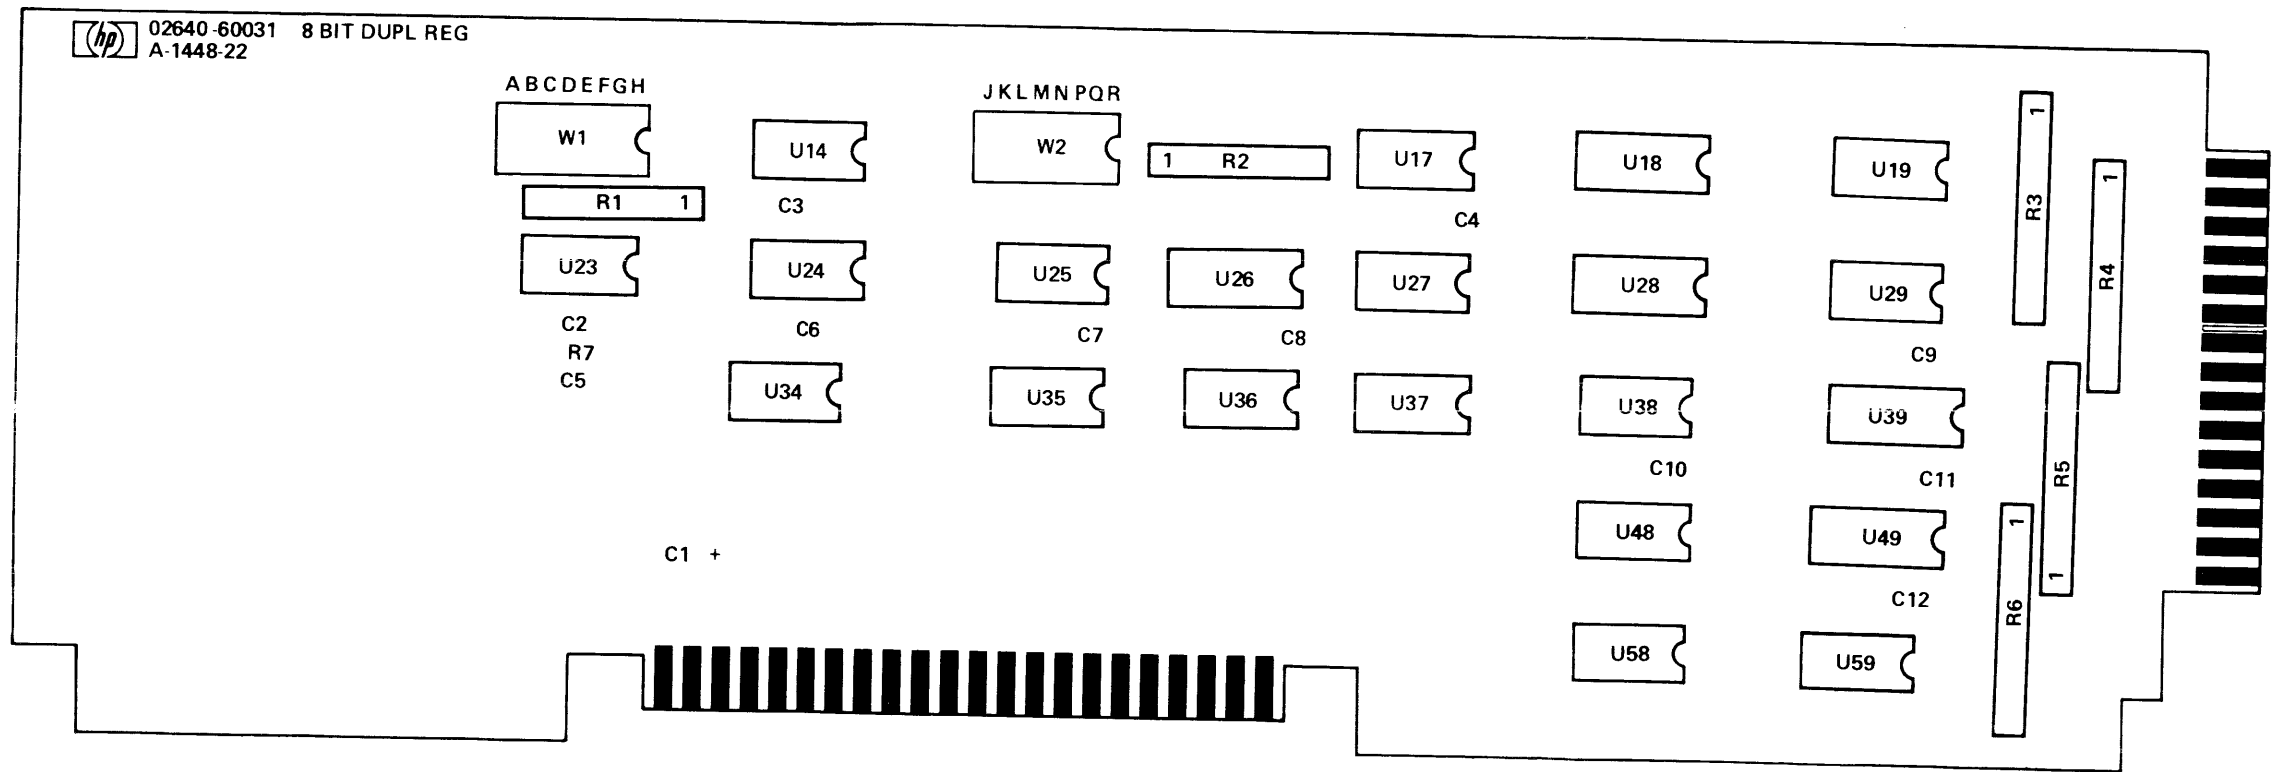 hp
02640-60031 8 BIT DUPL REG
A-1448-22
ABCDEFGH
JKLMNPQR
W1
U14
W2
1 R2
U17
U18
U19
1
R3
1
R4
R1 1
C3
C4
U23
U24
U25
U26
U27
U28
U29
C2
C6
C7
C8
C9
R7
C5
U34
U35
U36
U37
U38
U39
C10
C11
R5
1
C1 +
U48
U49
1
R6
C12
U58
U59